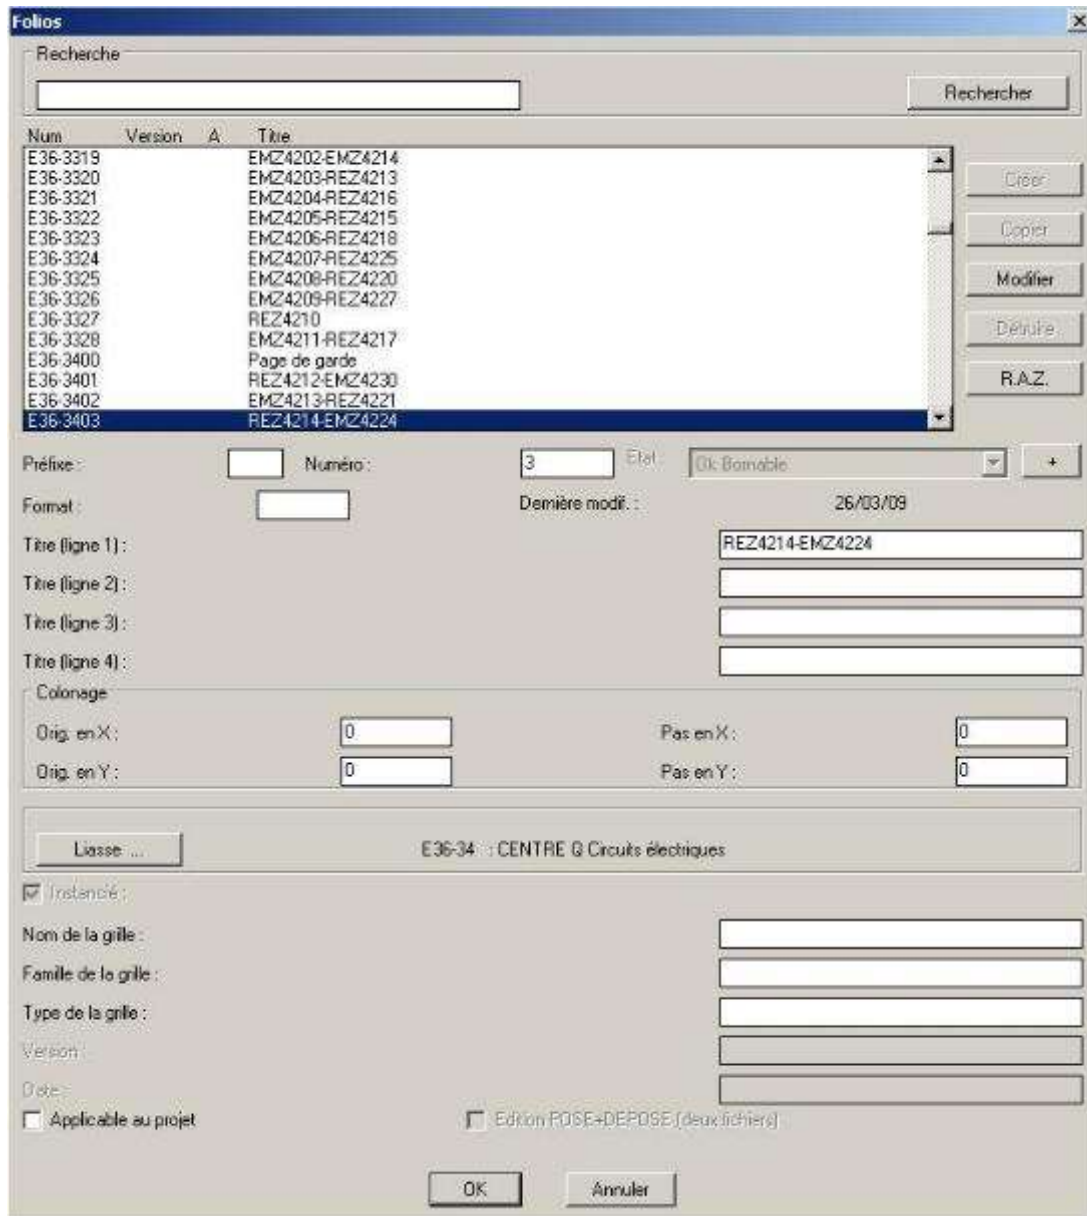 Folios
Recherche
Rechercher
Num Version A Titre
E36-3319 EMZ4202-EMZ4214
E36-3320 EMZ4203-REZ4213
E36-3321 EMZ4204-REZ4216
E36-3322 EMZ4205-REZ4215
E36-3323 EMZ4206-REZ4218
E36-3324 EMZ4207-REZ4225
E36-3325 EMZ4208-REZ4220
E36-3326 EMZ4209-REZ4227
E36-3327 REZ4210
E36-3328 EMZ4211-REZ4217
E36-3400 Page de garde
E36-3401 REZ4212-EMZ4230
E36-3402 EMZ4213-REZ4221
E36-3403 REZ4214-EMZ4224
Créer
Copier
Modifier
Détruire
R.A.Z.
Préfixe : Numéro : 3 Etat : Ok Bornable +
Format : Dernière modif. : 26/03/09
Titre (ligne 1) : REZ4214-EMZ4224
Titre (ligne 2) :
Titre (ligne 3) :
Titre (ligne 4) :
Colonage
Orig. en X : 0 Pas en X : 0
Orig. en Y : 0 Pas en Y : 0
Liasse ... E36-34 : CENTRE Q Circuits électriques
Instancié :
Nom de la grille :
Famille de la grille :
Type de la grille :
Version :
Date :
Applicable au projet Edition POSE+DEPOSE (deux fichiers)
OK Annuler